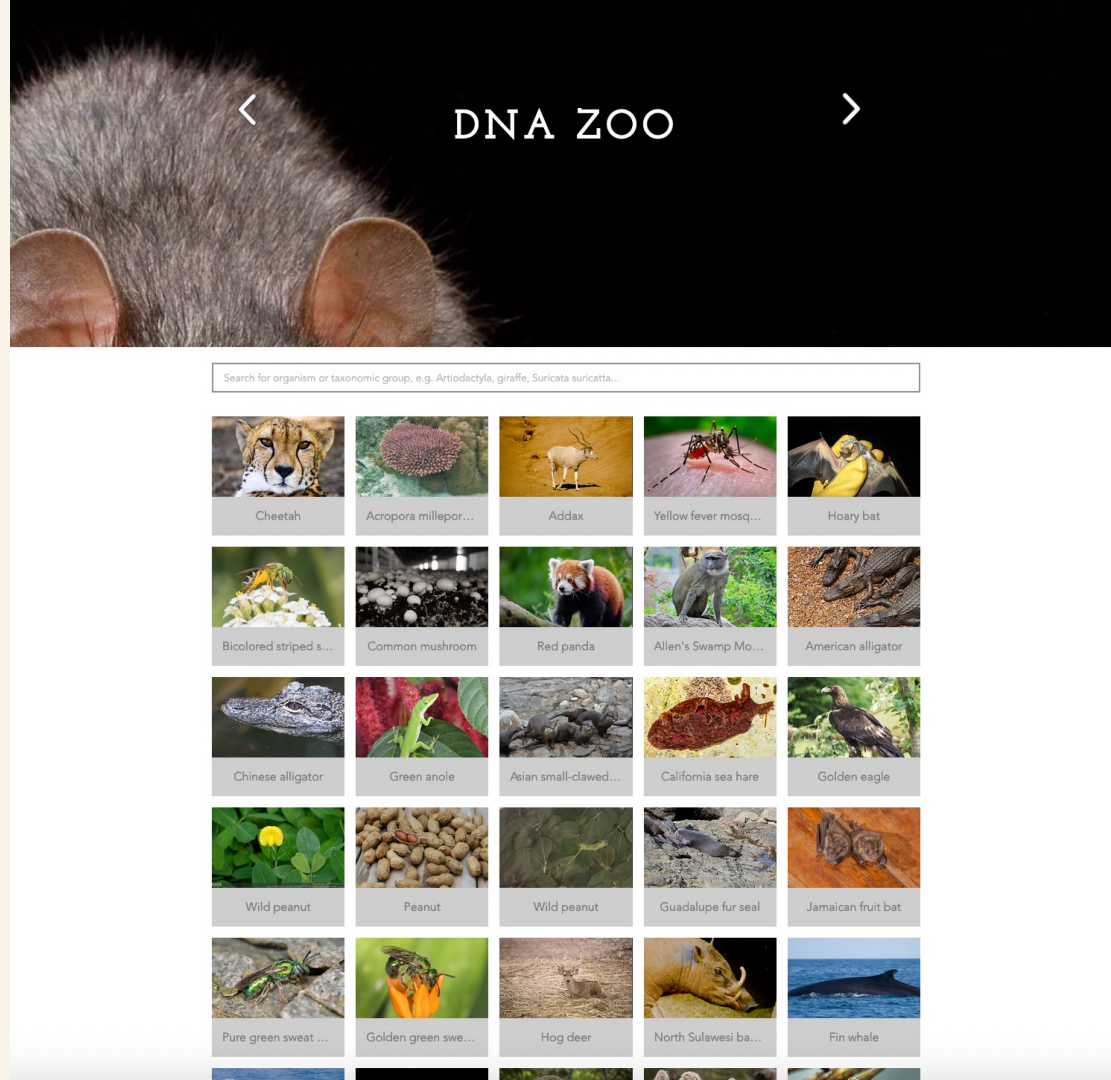 DNA ZOO
Search for organism or taxonomic group, e.g. Artiodactyla, giraffe, Suricata suricatta...
Cheetah
Acropora millepor...
Addax
Yellow fever mosq...
Hoary bat
Bicolored striped s...
Common mushroom
Red panda
Allen's Swamp Mo...
American alligator
Chinese alligator
Green anole
Asian small-clawed...
California sea hare
Golden eagle
Wild peanut
Peanut
Wild peanut
Guadalupe fur seal
Jamaican fruit bat
Pure green sweat ...
Golden green swe...
Hog deer
North Sulawesi ba...
Fin whale